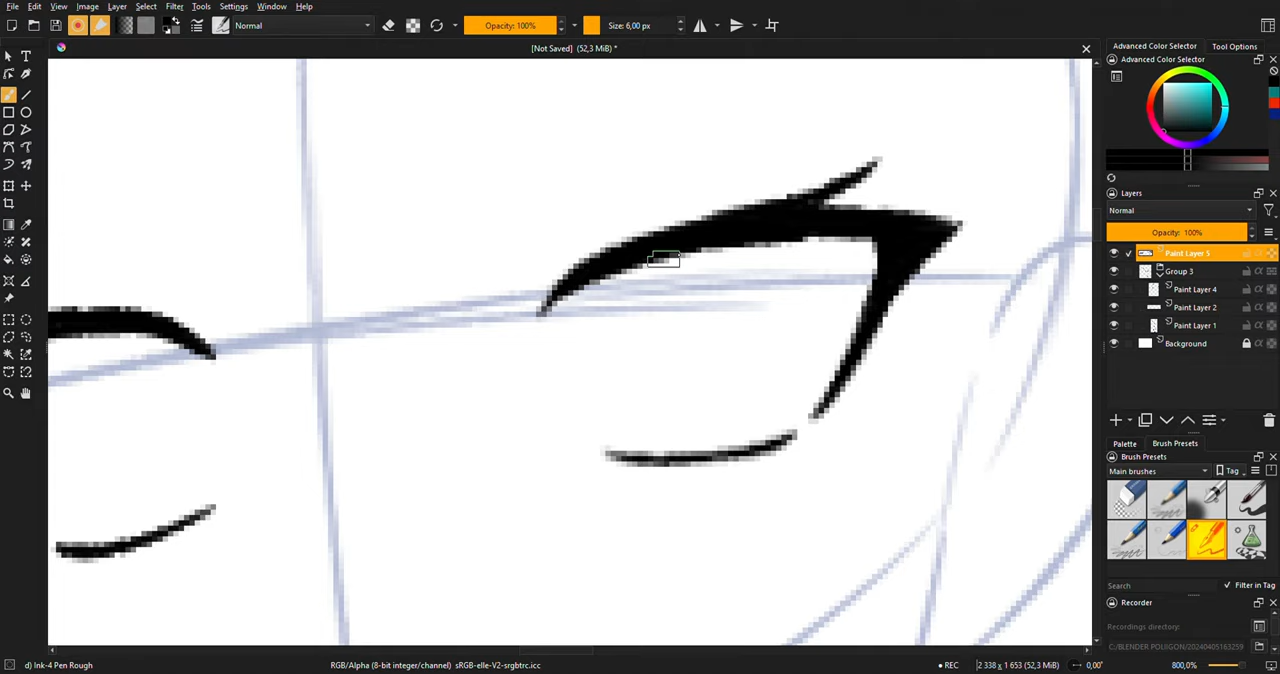 File Edit View Image Layer Select Filter Tools Settings Window Help
Normal Opacity: 100% Size: 6,00 px
[Not Saved] (52,3 MiB) *
Advanced Color Selector Tool Options
Advanced Color Selector
Layers
Normal
Opacity: 100%
Paint Layer 5
Group 3
Paint Layer 4
Paint Layer 2
Paint Layer 1
Background
Palette Brush Presets
Brush Presets
Main brushes Tag
Search Filter in Tag
Recorder
Recordings directory:
C:/BLENDER POLIIGON/20240405163259
d) Ink-4 Pen Rough RGB/Alpha (8-bit integer/channel) sRGB-elle-V2-srgbtrc.icc REC 2 338 x 1 653 (52,3 MiB) 0,00° 800,0%